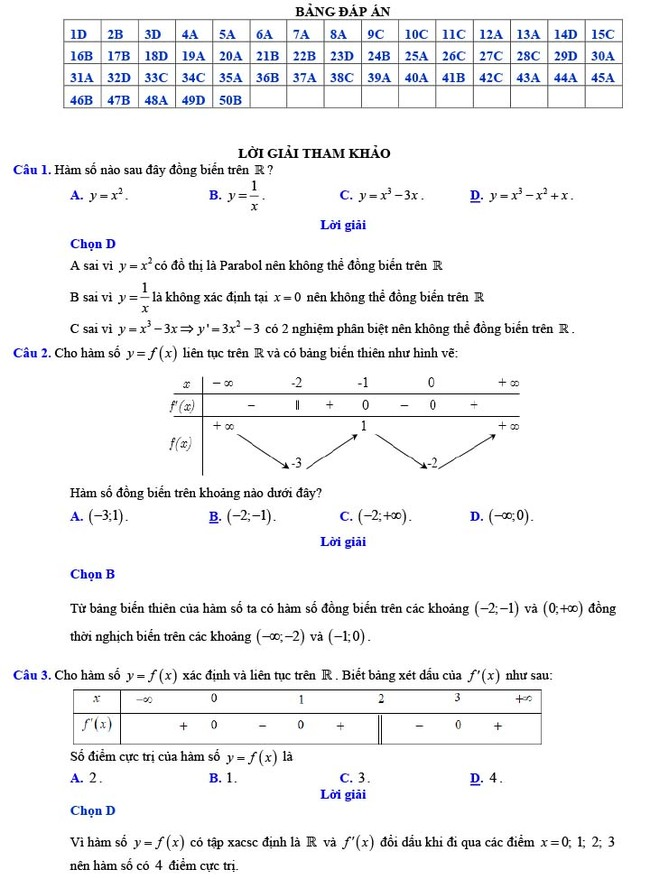 BẢNG ĐÁP ÁN
1D 2B 3D 4A 5A 6A 7A 8A 9C 10C 11C 12A 13A 14D 15C
16B 17B 18D 19A 20A 21B 22B 23D 24B 25A 26C 27C 28C 29D 30A
31A 32D 33C 34C 35A 36B 37A 38C 39A 40A 41B 42C 43A 44A 45A
46B 47B 48A 49D 50B
LỜI GIẢI THAM KHẢO
Câu 1. Hàm số nào sau đây đồng biến trên ℝ ?
A. y = x². B. y = 1/x. C. y = x³ − 3x. D. y = x³ − x² + x.
Lời giải
Chọn D
A sai vì y = x² có đồ thị là Parabol nên không thể đồng biến trên ℝ
B sai vì y = 1/x là không xác định tại x = 0 nên không thể đồng biến trên ℝ
C sai vì y = x³ − 3x ⇒ y' = 3x² − 3 có 2 nghiệm phân biệt nên không thể đồng biến trên ℝ.
Câu 2. Cho hàm số y = f(x) liên tục trên ℝ và có bảng biến thiên như hình vẽ:
x −∞ -2 -1 0 +∞
f'(x) − || + 0 − 0 +
+∞ 1 +∞
f(x)
-3 -2
Hàm số đồng biến trên khoảng nào dưới đây?
A. (−3;1). B. (−2;−1). C. (−2;+∞). D. (−∞;0).
Lời giải
Chọn B
Từ bảng biến thiên của hàm số ta có hàm số đồng biến trên các khoảng (−2;−1) và (0;+∞) đồng
thời nghịch biến trên các khoảng (−∞;−2) và (−1;0).
Câu 3. Cho hàm số y = f(x) xác định và liên tục trên ℝ. Biết bảng xét dấu của f'(x) như sau:
x −∞ 0 1 2 3 +∞
f'(x) + 0 − 0 + || − 0 +
Số điểm cực trị của hàm số y = f(x) là
A. 2. B. 1. C. 3. D. 4.
Lời giải
Chọn D
Vì hàm số y = f(x) có tập xacsc định là ℝ và f'(x) đổi dấu khi đi qua các điểm x = 0; 1; 2; 3
nên hàm số có 4 điểm cực trị.